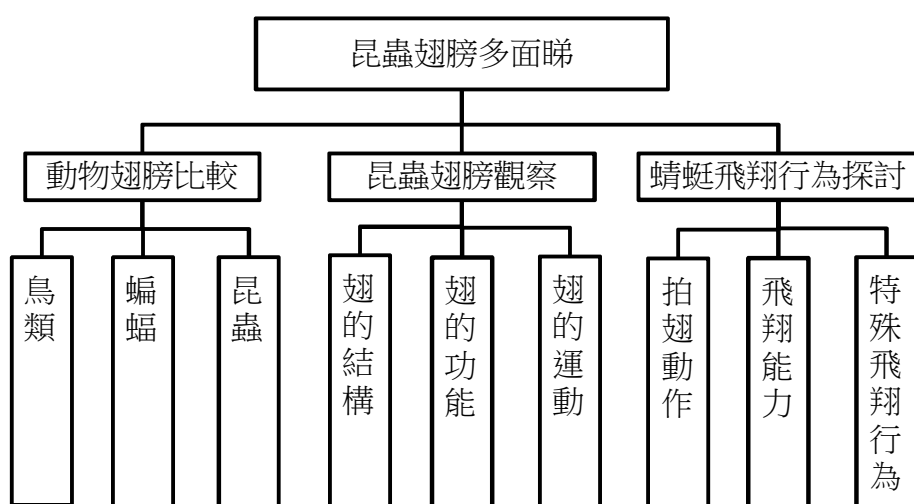 昆蟲翅膀多面睇
動物翅膀比較
昆蟲翅膀觀察
蜻蜓飛翔行為探討
鳥類
蝙蝠
昆蟲
翅的結構
翅的功能
翅的運動
拍翅動作
飛翔能力
特殊飛翔行為